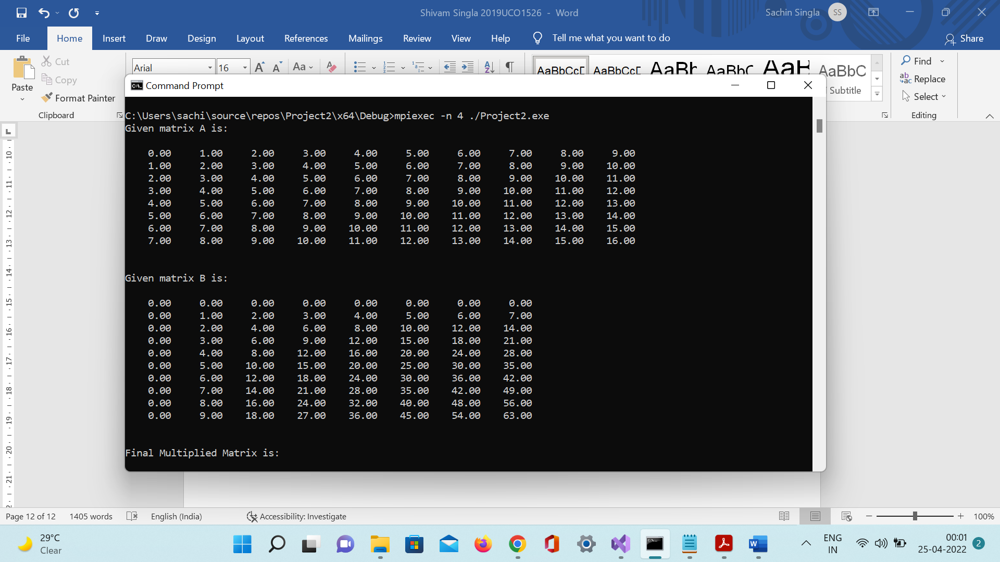 Shivam Singla 2019UCO1526 - Word
Sachin Singla
SS
File Home Insert Draw Design Layout References Mailings Review View Help Tell me what you want to do
Share
Paste
Cut
Copy
Format Painter
Clipboard
Arial 16
Aa
AaBbCcD AaBbCcD AaBb AaBbC AaB AaBbC
Subtitle
Find
Replace
Select
Editing
Command Prompt
C:\Users\sachi\source\repos\Project2\x64\Debug>mpiexec -n 4 ./Project2.exe
Given matrix A is:
0.00 1.00 2.00 3.00 4.00 5.00 6.00 7.00 8.00 9.00
1.00 2.00 3.00 4.00 5.00 6.00 7.00 8.00 9.00 10.00
2.00 3.00 4.00 5.00 6.00 7.00 8.00 9.00 10.00 11.00
3.00 4.00 5.00 6.00 7.00 8.00 9.00 10.00 11.00 12.00
4.00 5.00 6.00 7.00 8.00 9.00 10.00 11.00 12.00 13.00
5.00 6.00 7.00 8.00 9.00 10.00 11.00 12.00 13.00 14.00
6.00 7.00 8.00 9.00 10.00 11.00 12.00 13.00 14.00 15.00
7.00 8.00 9.00 10.00 11.00 12.00 13.00 14.00 15.00 16.00
Given matrix B is:
0.00 0.00 0.00 0.00 0.00 0.00 0.00 0.00
0.00 1.00 2.00 3.00 4.00 5.00 6.00 7.00
0.00 2.00 4.00 6.00 8.00 10.00 12.00 14.00
0.00 3.00 6.00 9.00 12.00 15.00 18.00 21.00
0.00 4.00 8.00 12.00 16.00 20.00 24.00 28.00
0.00 5.00 10.00 15.00 20.00 25.00 30.00 35.00
0.00 6.00 12.00 18.00 24.00 30.00 36.00 42.00
0.00 7.00 14.00 21.00 28.00 35.00 42.00 49.00
0.00 8.00 16.00 24.00 32.00 40.00 48.00 56.00
0.00 9.00 18.00 27.00 36.00 45.00 54.00 63.00
Final Multiplied Matrix is:
10
11
12
13
14
15
16
17
18
19
20
21
Page 12 of 12 1405 words English (India) Accessibility: Investigate
100%
29°C
Clear
ENG
IN
00:01
25-04-2022
2